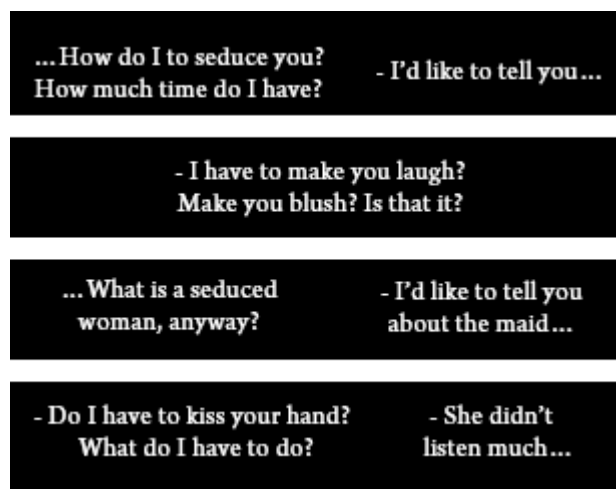 ...How do I to seduce you?
How much time do I have?
- I'd like to tell you...
- I have to make you laugh?
Make you blush? Is that it?
...What is a seduced
woman, anyway?
- I'd like to tell you
about the maid...
- Do I have to kiss your hand?
What do I have to do?
- She didn't
listen much...